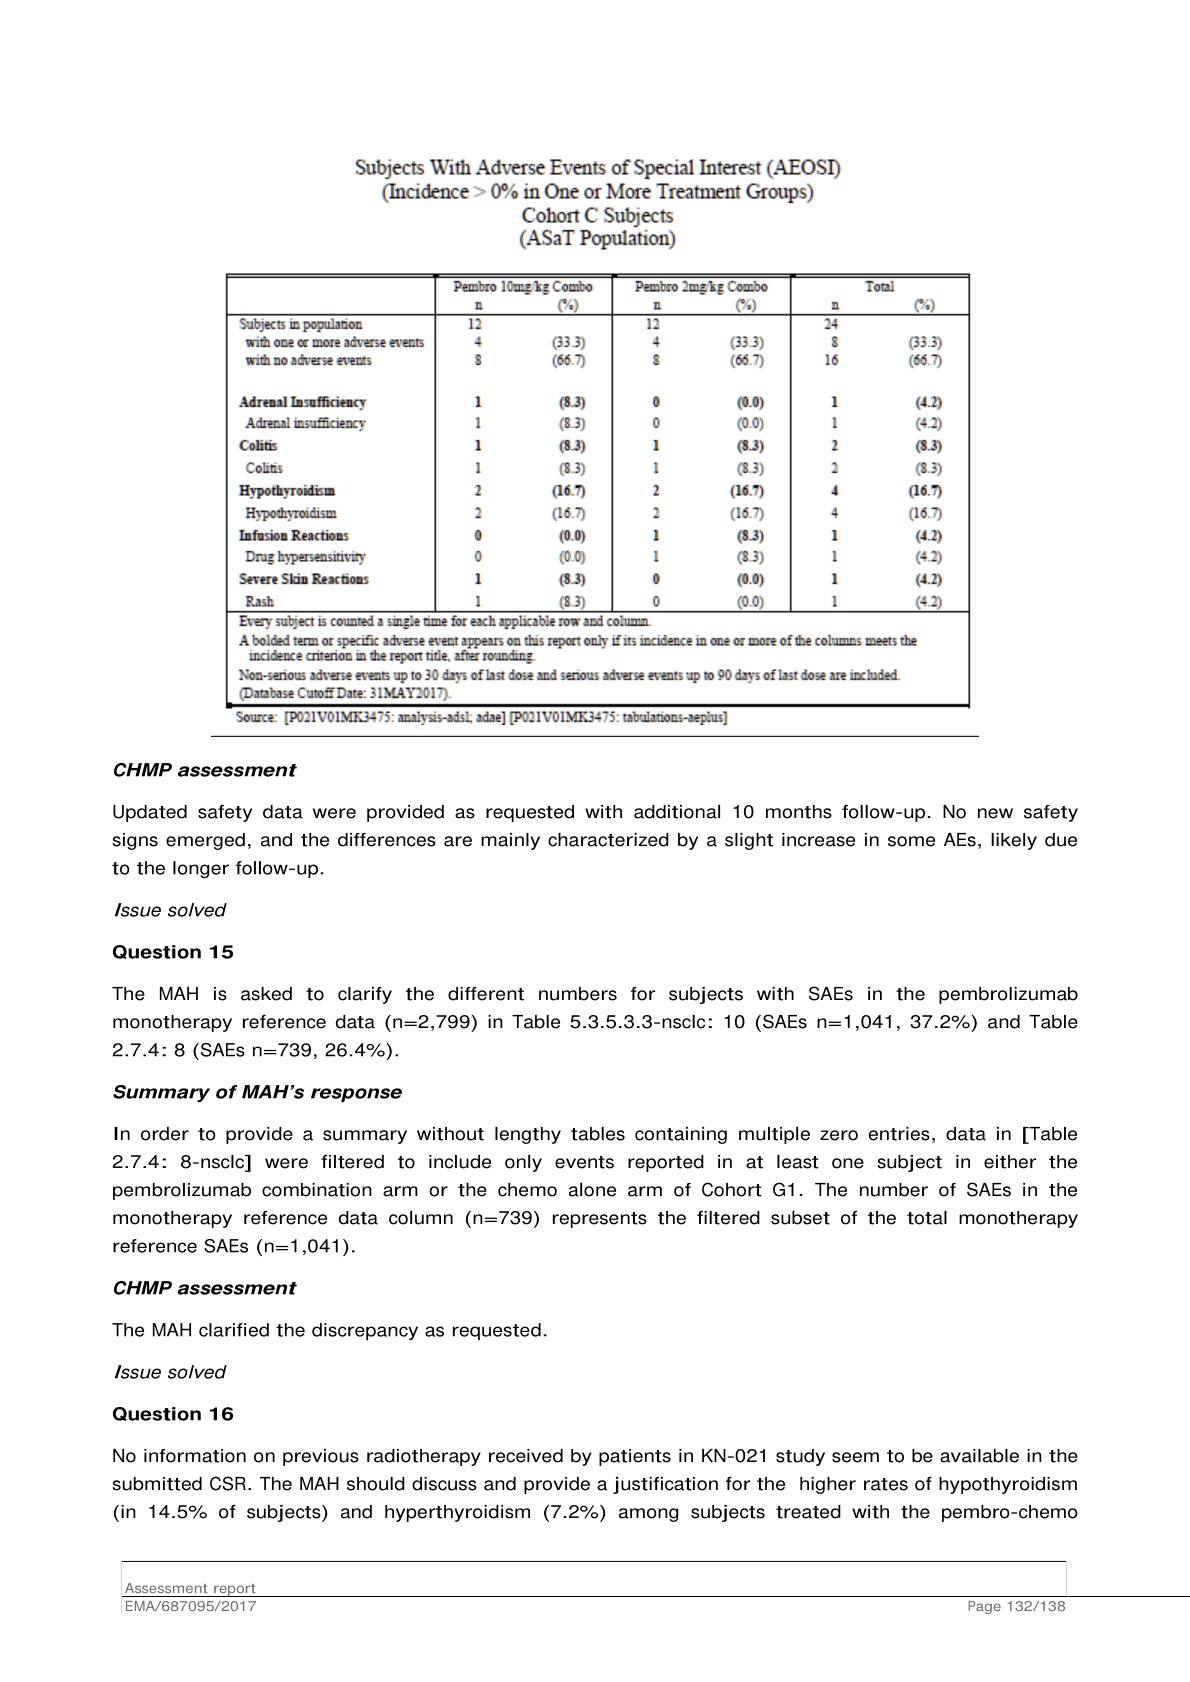 Subjects With Adverse Events of Special Interest (AEOSI)
(Incidence > 0% in One or More Treatment Groups)
Cohort C Subjects
(ASaT Population)
Pembro 10mg/kg Combo Pembro 2mg/kg Combo Total
n (%) n (%) n (%)
Subjects in population 12 12 24
with one or more adverse events 4 (33.3) 4 (33.3) 8 (33.3)
with no adverse events 8 (66.7) 8 (66.7) 16 (66.7)
Adrenal Insufficiency 1 (8.3) 0 (0.0) 1 (4.2)
Adrenal insufficiency 1 (8.3) 0 (0.0) 1 (4.2)
Colitis 1 (8.3) 1 (8.3) 2 (8.3)
Colitis 1 (8.3) 1 (8.3) 2 (8.3)
Hypothyroidism 2 (16.7) 2 (16.7) 4 (16.7)
Hypothyroidism 2 (16.7) 2 (16.7) 4 (16.7)
Infusion Reactions 0 (0.0) 1 (8.3) 1 (4.2)
Drug hypersensitivity 0 (0.0) 1 (8.3) 1 (4.2)
Severe Skin Reactions 1 (8.3) 0 (0.0) 1 (4.2)
Rash 1 (8.3) 0 (0.0) 1 (4.2)
Every subject is counted a single time for each applicable row and column.
A bolded term or specific adverse event appears on this report only if its incidence in one or more of the columns meets the
incidence criterion in the report title, after rounding.
Non-serious adverse events up to 30 days of last dose and serious adverse events up to 90 days of last dose are included.
(Database Cutoff Date: 31MAY2017).
Source: [P021V01MK3475: analysis-adsl; adae] [P021V01MK3475: tabulations-aeplus]
CHMP assessment
Updated safety data were provided as requested with additional 10 months follow-up. No new safety
signs emerged, and the differences are mainly characterized by a slight increase in some AEs, likely due
to the longer follow-up.
Issue solved
Question 15
The MAH is asked to clarify the different numbers for subjects with SAEs in the pembrolizumab
monotherapy reference data (n=2,799) in Table 5.3.5.3.3-nsclc: 10 (SAEs n=1,041, 37.2%) and Table
2.7.4: 8 (SAEs n=739, 26.4%).
Summary of MAH's response
In order to provide a summary without lengthy tables containing multiple zero entries, data in [Table
2.7.4: 8-nsclc] were filtered to include only events reported in at least one subject in either the
pembrolizumab combination arm or the chemo alone arm of Cohort G1. The number of SAEs in the
monotherapy reference data column (n=739) represents the filtered subset of the total monotherapy
reference SAEs (n=1,041).
CHMP assessment
The MAH clarified the discrepancy as requested.
Issue solved
Question 16
No information on previous radiotherapy received by patients in KN-021 study seem to be available in the
submitted CSR. The MAH should discuss and provide a justification for the higher rates of hypothyroidism
(in 14.5% of subjects) and hyperthyroidism (7.2%) among subjects treated with the pembro-chemo
Assessment report
EMA/687095/2017 Page 132/138